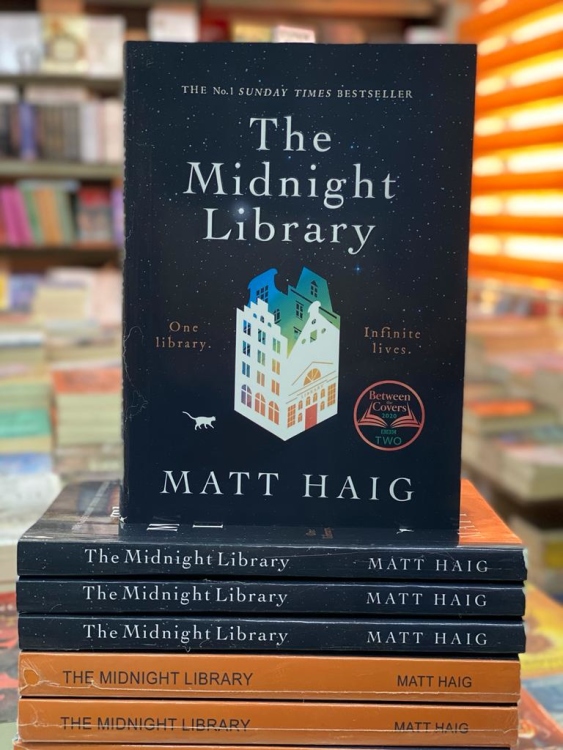 THE No.1 SUNDAY TIMES BESTSELLER
The
Midnight
Library
One
library.
Infinite
lives.
Between
the
Covers
2020
BBC
TWO
MATT HAIG
The Midnight Library MATT HAIG
The Midnight Library MATT HAIG
The Midnight Library MATT HAIG
THE MIDNIGHT LIBRARY MATT HAIG
THE MIDNIGHT LIBRARY MATT HAIG